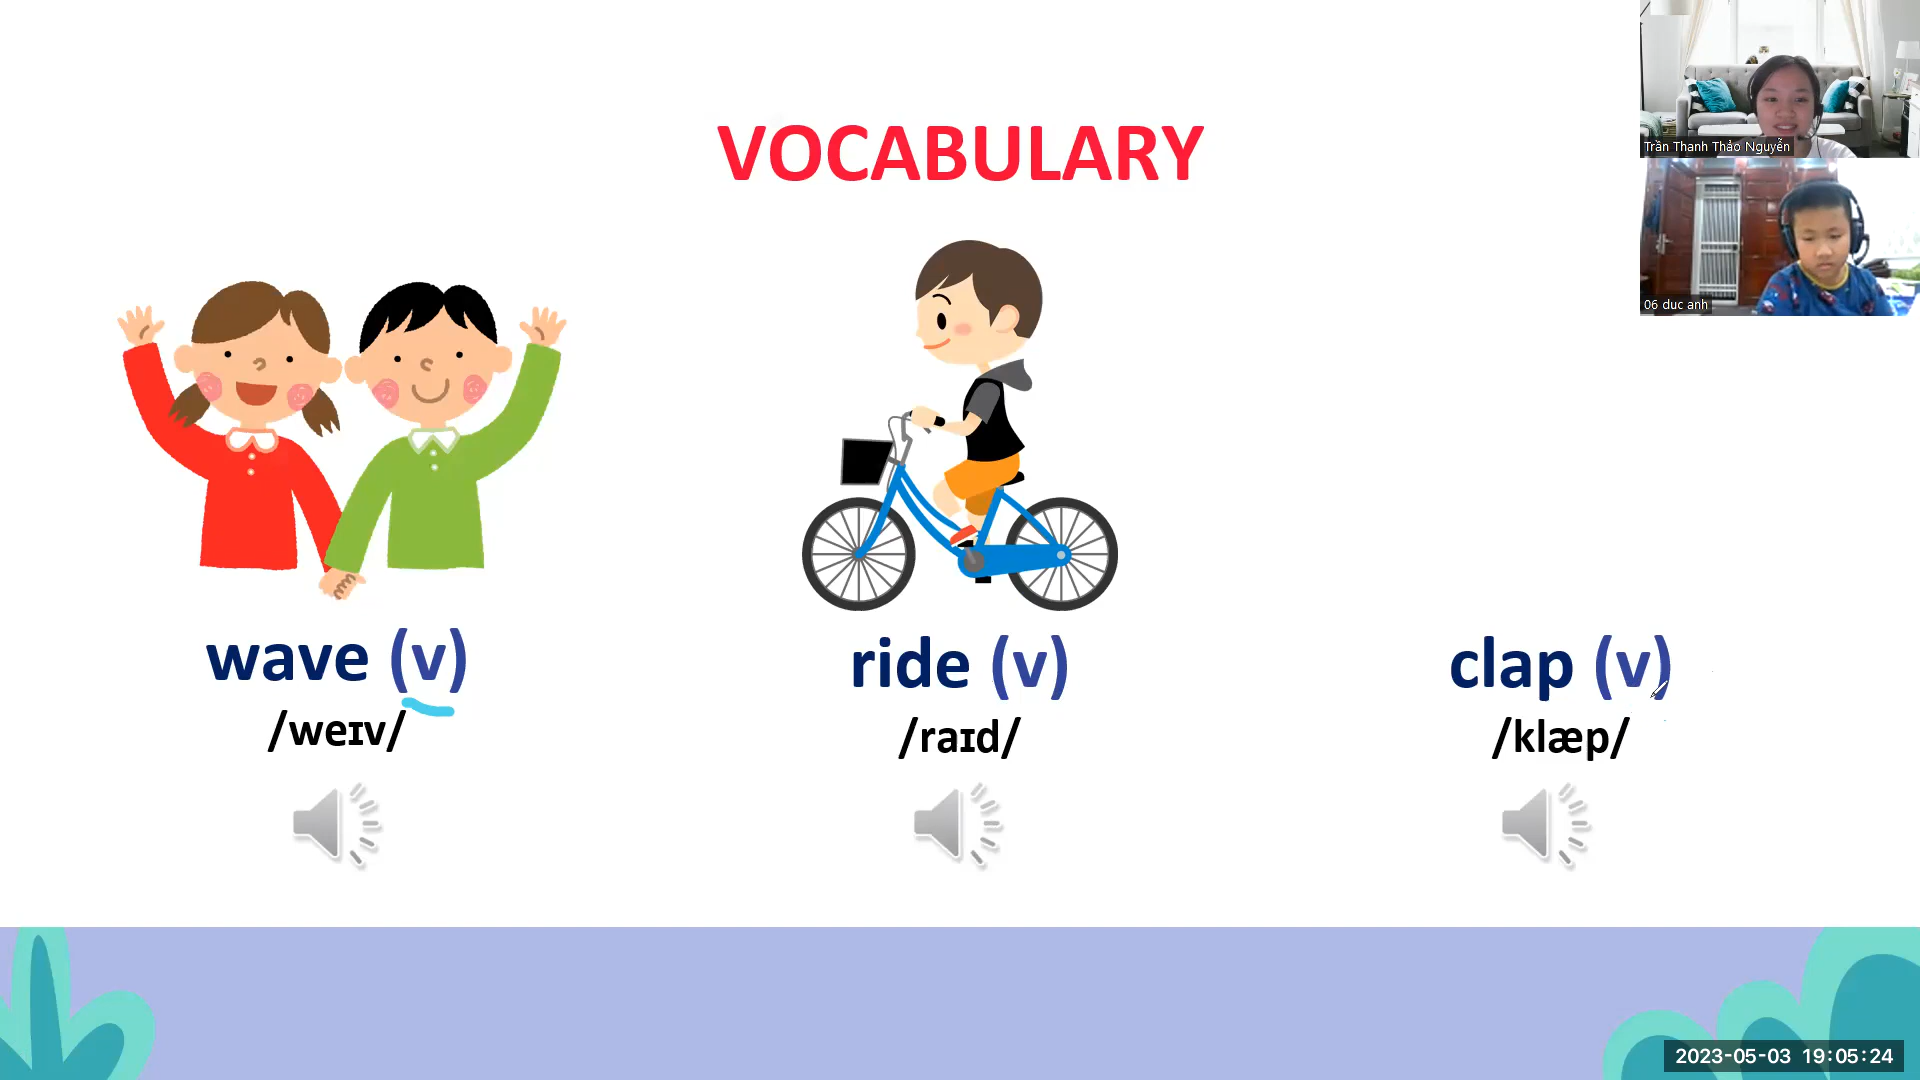 VOCABULARY
Trần Thanh Thảo Nguyễn
06 duc anh
wave (v)
/weɪv/
ride (v)
/raɪd/
clap (v)
/klæp/
2023-05-03 19:05:24